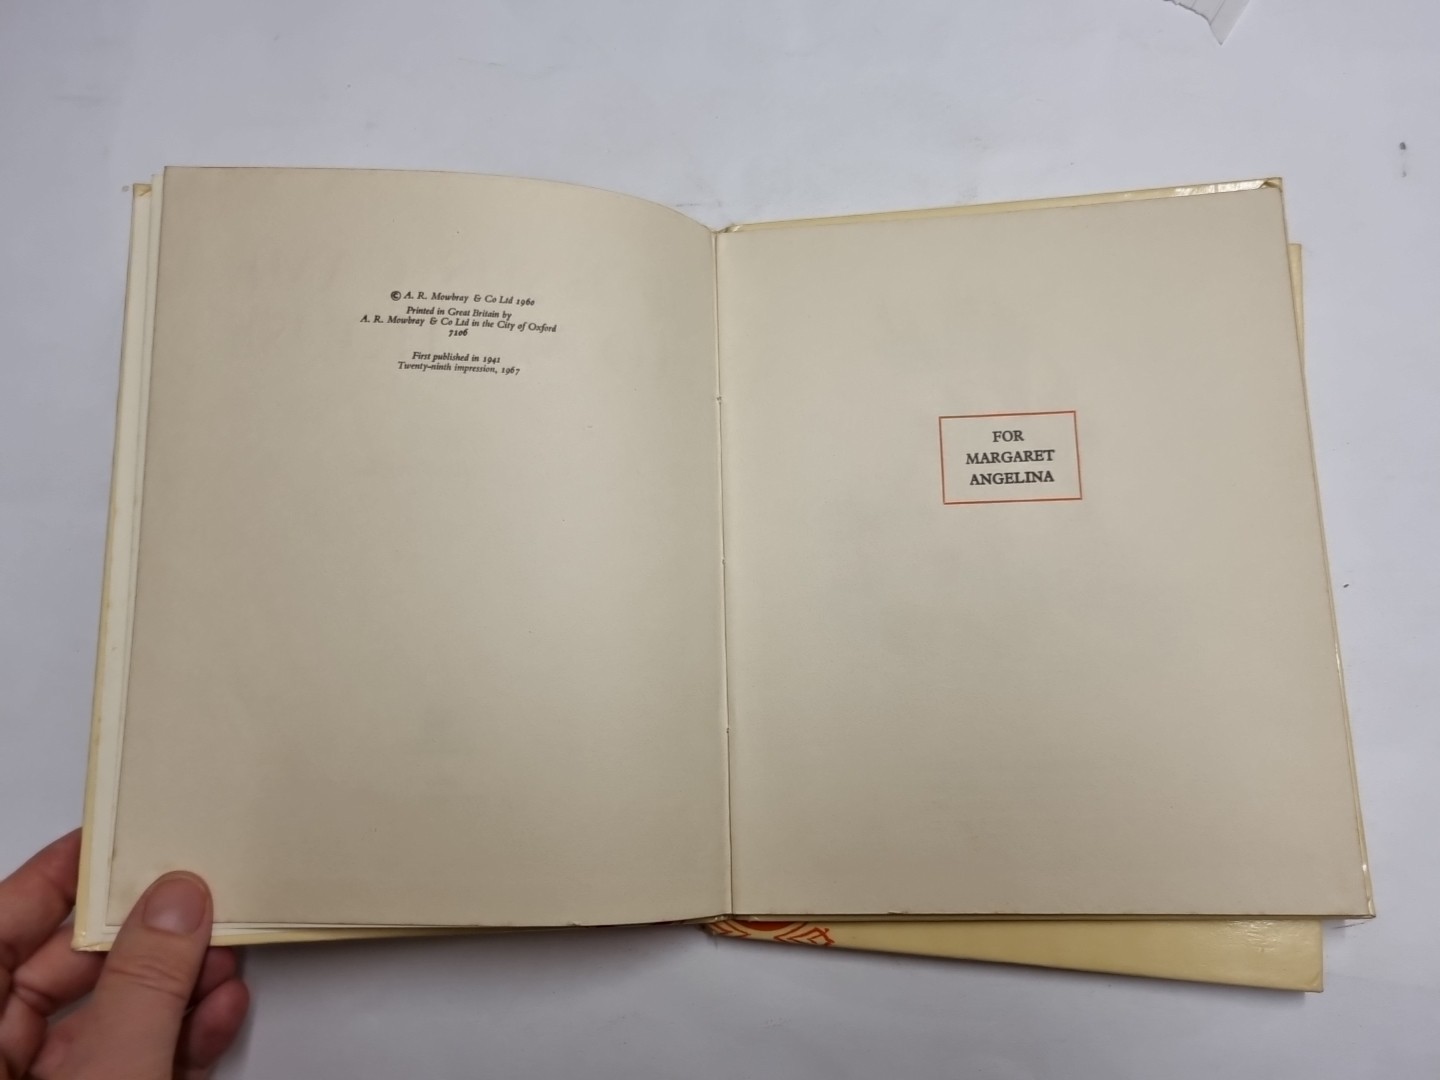 © A. R. Mowbray & Co Ltd 1960
Printed in Great Britain by
A. R. Mowbray & Co Ltd in the City of Oxford
7106
First published in 1941
Twenty-ninth impression, 1967
FOR
MARGARET
ANGELINA